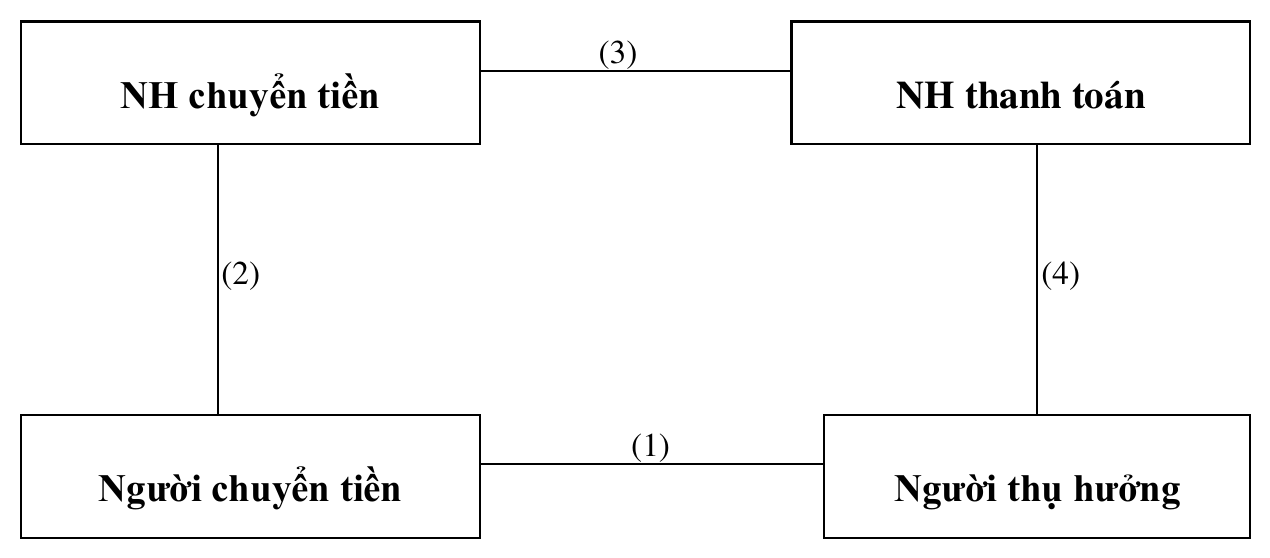 (3)
NH chuyển tiền
NH thanh toán
(2)
(4)
(1)
Người chuyển tiền
Người thụ hưởng